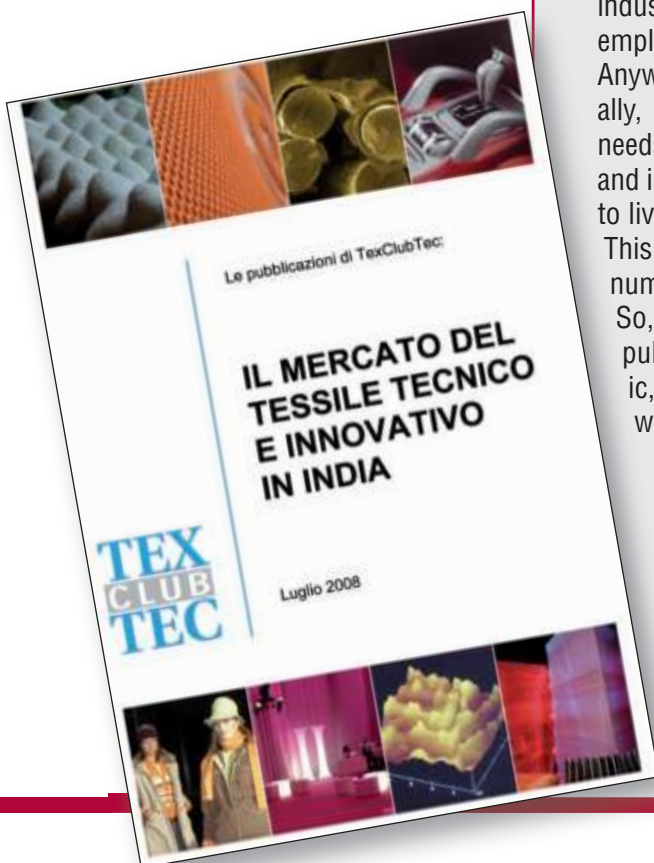 Le pubblicazioni di TexClubTec:
IL MERCATO DEL
TESSILE TECNICO
E INNOVATIVO
IN INDIA
TEX
CLUB
TEC
Luglio 2008
indus
empl
Anyw
ally,
needs
and i
to liv
This
num
So,
pul
ic,
w